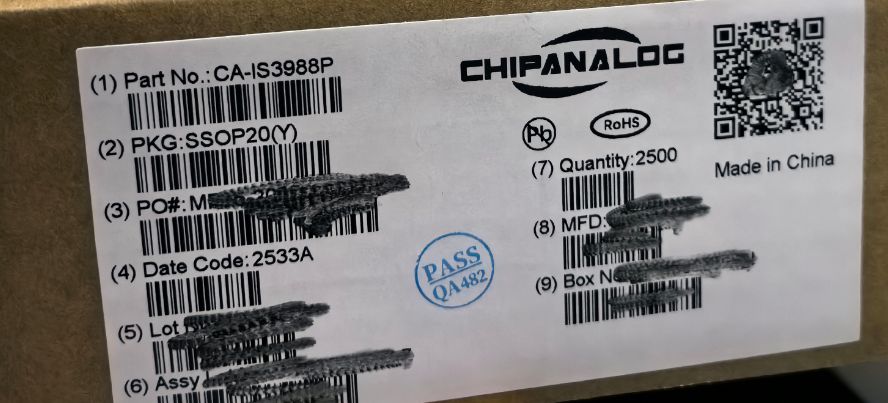 (1) Part No.: CA-IS3988P
(2) PKG:SSOP20(Y)
(3) PO#:
(4) Date Code: 2533A
(5) Lot
(6) Assy
CHIPANALOG
Pb
RoHS
(7) Quantity: 2500
(8) MFD:
(9) Box
Made in China
PASS
QA482